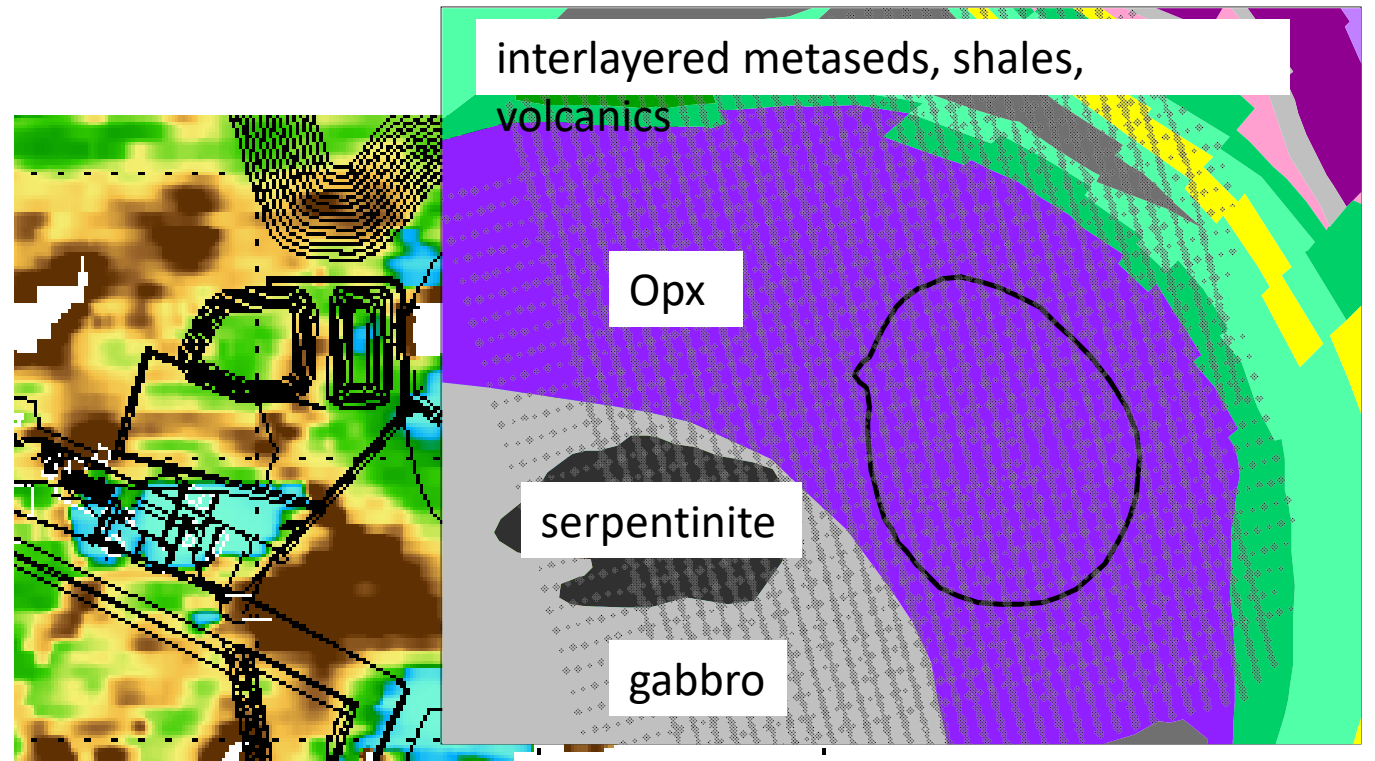 interlayered metaseds, shales,
volcanics
Opx
serpentinite
gabbro